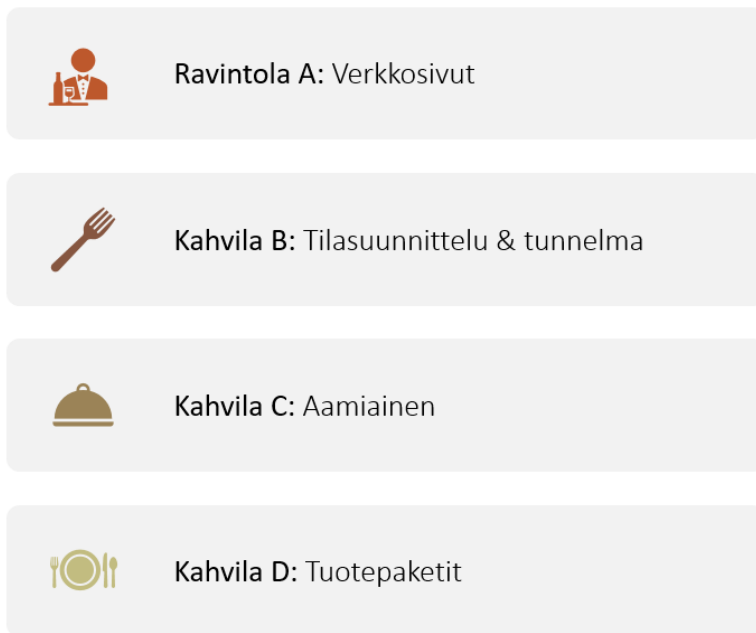 Ravintola A: Verkkosivut
Kahvila B: Tilasuunnittelu & tunnelma
Kahvila C: Aamiainen
Kahvila D: Tuotepaketit